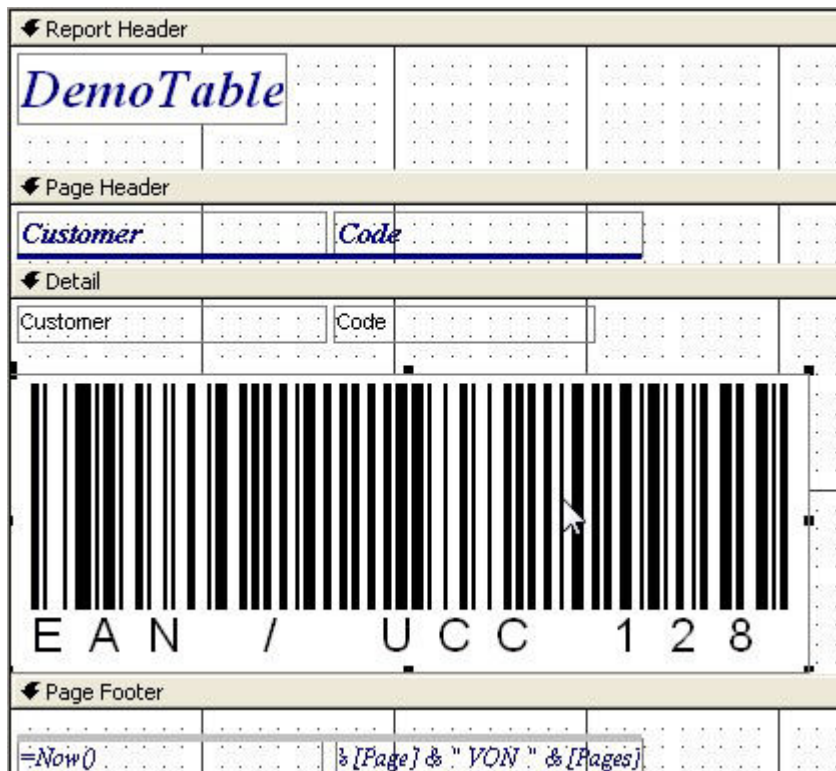 Report Header
DemoTable
Page Header
Customer Code
Detail
Customer Code
EAN / UCC 128
Page Footer
=Now() [Page] & " VON " & [Pages]